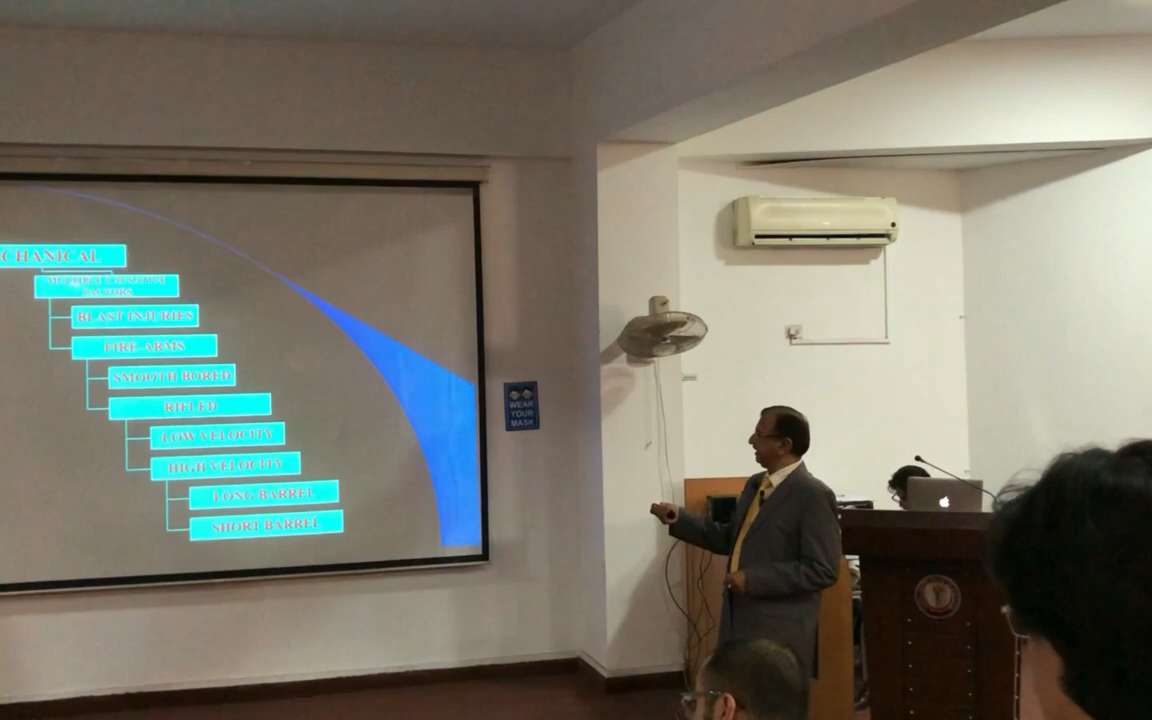 CHANICAL
FACTORS
BLAST INJURIES
FIRE-ARMS
SMOOTH BORED
RIFLED
LOW VELOCITY
HIGH VELOCITY
LONG BARREL
SHORT BARREL
WEAR
YOUR
MASK